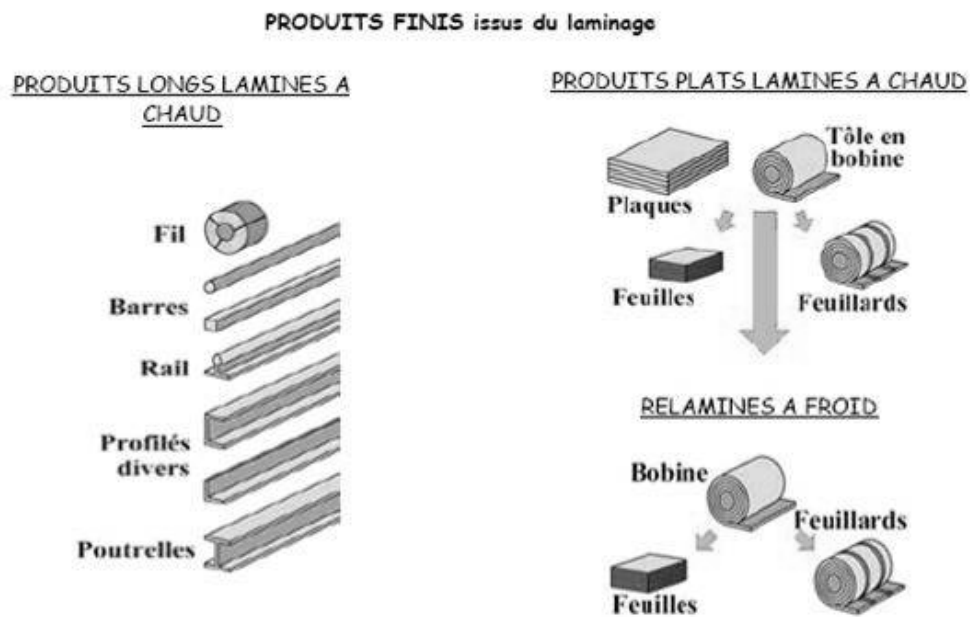 PRODUITS FINIS issus du laminage
PRODUITS LONGS LAMINES A
CHAUD
Fil
Barres
Rail
Profilés
divers
Poutrelles
PRODUITS PLATS LAMINES A CHAUD
Tôle en
bobine
Plaques
Feuilles
Feuillards
RELAMINES A FROID
Bobine
Feuillards
Feuilles